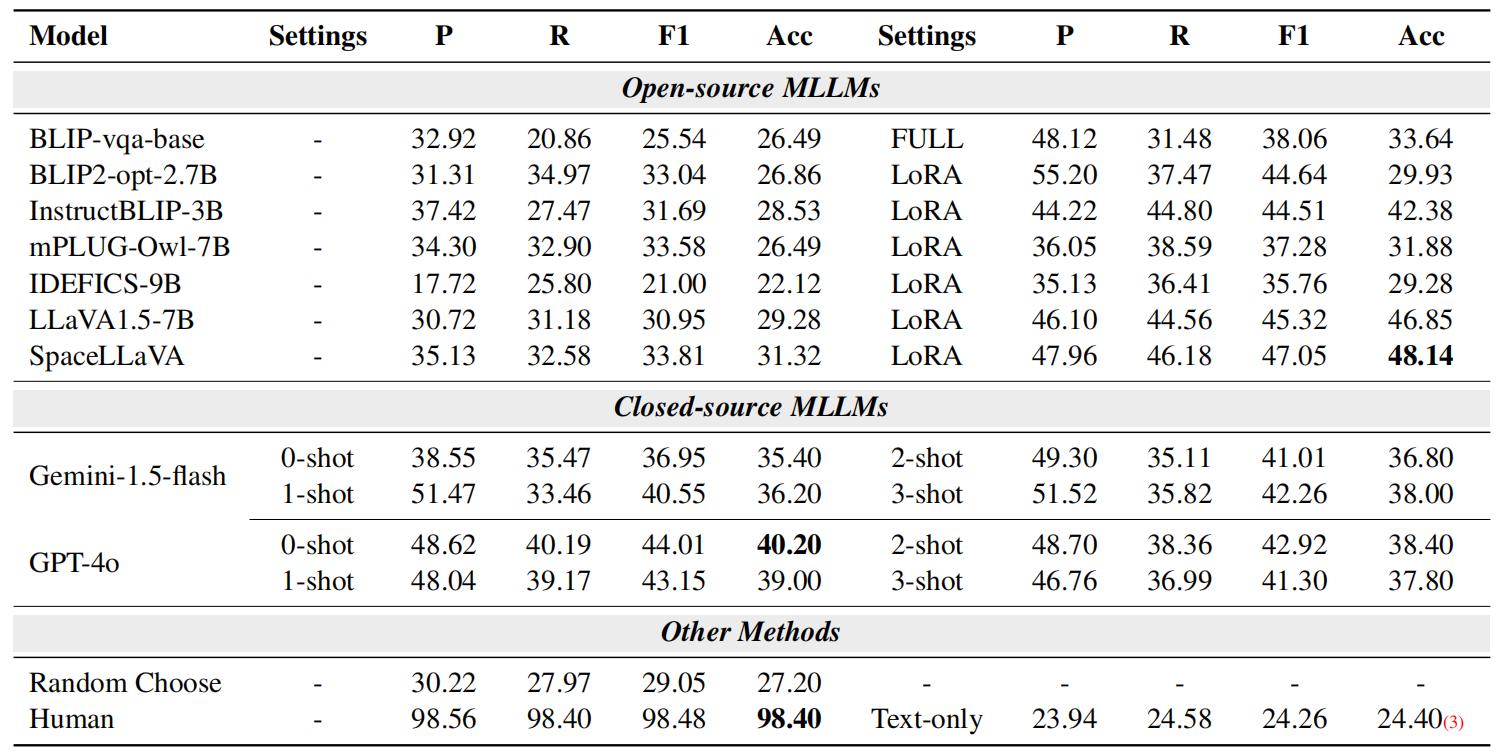 Model Settings P R F1 Acc Settings P R F1 Acc
Open-source MLLMs
BLIP-vqa-base - 32.92 20.86 25.54 26.49 FULL 48.12 31.48 38.06 33.64
BLIP2-opt-2.7B - 31.31 34.97 33.04 26.86 LoRA 55.20 37.47 44.64 29.93
InstructBLIP-3B - 37.42 27.47 31.69 28.53 LoRA 44.22 44.80 44.51 42.38
mPLUG-Owl-7B - 34.30 32.90 33.58 26.49 LoRA 36.05 38.59 37.28 31.88
IDEFICS-9B - 17.72 25.80 21.00 22.12 LoRA 35.13 36.41 35.76 29.28
LLaVA1.5-7B - 30.72 31.18 30.95 29.28 LoRA 46.10 44.56 45.32 46.85
SpaceLLaVA - 35.13 32.58 33.81 31.32 LoRA 47.96 46.18 47.05 48.14
Closed-source MLLMs
Gemini-1.5-flash
0-shot 38.55 35.47 36.95 35.40 2-shot 49.30 35.11 41.01 36.80
1-shot 51.47 33.46 40.55 36.20 3-shot 51.52 35.82 42.26 38.00
GPT-4o
0-shot 48.62 40.19 44.01 40.20 2-shot 48.70 38.36 42.92 38.40
1-shot 48.04 39.17 43.15 39.00 3-shot 46.76 36.99 41.30 37.80
Other Methods
Random Choose - 30.22 27.97 29.05 27.20 - - - - -
Human - 98.56 98.40 98.48 98.40 Text-only 23.94 24.58 24.26 24.40(3)